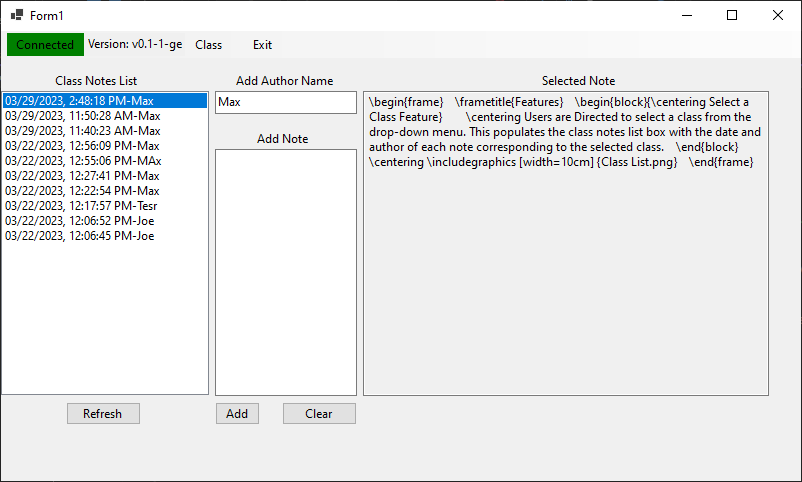 Form1
Connected Version: v0.1-1-ge Class Exit
Class Notes List
03/29/2023, 2:48:18 PM-Max
03/29/2023, 11:50:28 AM-Max
03/29/2023, 11:40:23 AM-Max
03/22/2023, 12:56:09 PM-Max
03/22/2023, 12:55:06 PM-MAx
03/22/2023, 12:27:41 PM-Max
03/22/2023, 12:22:54 PM-Max
03/22/2023, 12:17:57 PM-Tesr
03/22/2023, 12:06:52 PM-Joe
03/22/2023, 12:06:45 PM-Joe
Refresh
Add Author Name
Max
Add Note
Add Clear
Selected Note
\begin{frame} \frametitle{Features} \begin{block}{\centering Select a
Class Feature} \centering Users are Directed to select a class from the
drop-down menu. This populates the class notes list box with the date and
author of each note corresponding to the selected class. \end{block}
\centering \includegraphics [width=10cm] {Class List.png} \end{frame}